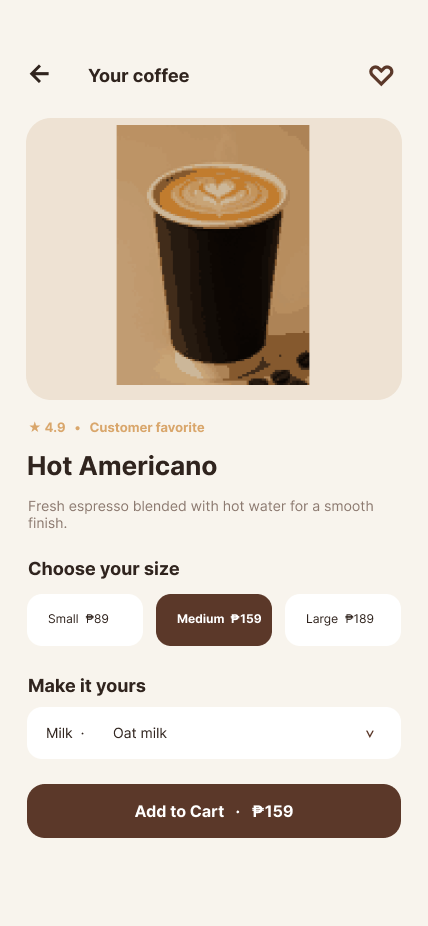 Your coffee
★ 4.9 • Customer favorite
Hot Americano
Fresh espresso blended with hot water for a smooth
finish.
Choose your size
Small ₱89
Medium ₱159
Large ₱189
Make it yours
Milk · Oat milk
Add to Cart · ₱159